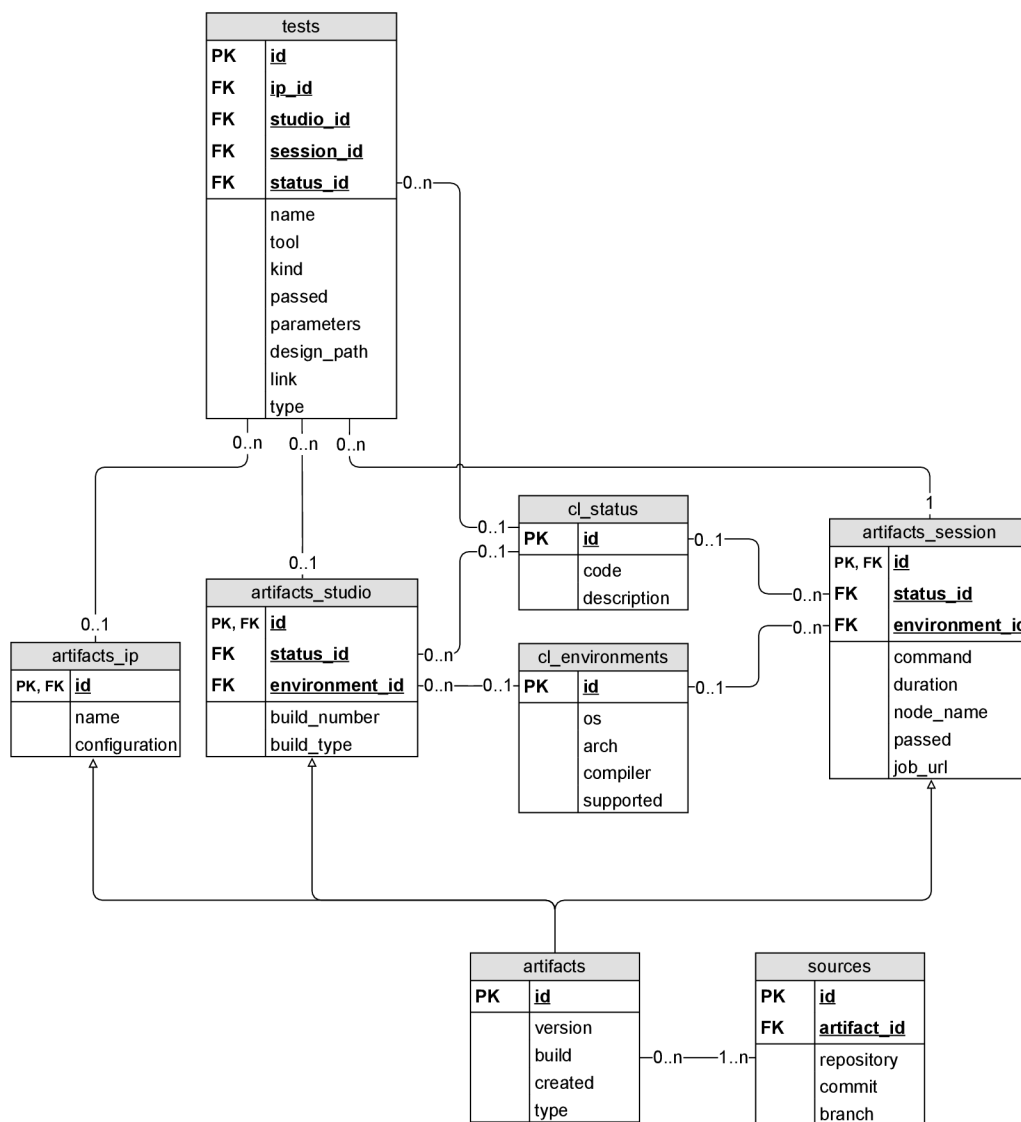 tests
PK id
FK ip_id
FK studio_id
FK session_id
FK status_id
name
tool
kind
passed
parameters
design_path
link
type
0..n
0..n 0..n 0..n
0..1
0..1
1
0..1
0..1
cl_status
PK id
code
description
0..1
0..n
artifacts_session
PK, FK id
FK status_id
FK environment_id
command
duration
node_name
passed
job_url
0..n
0..1
artifacts_studio
PK, FK id
FK status_id
FK environment_id
build_number
build_type
0..n
0..n 0..1
cl_environments
PK id
os
arch
compiler
supported
artifacts_ip
PK, FK id
name
configuration
artifacts
PK id
version
build
created
type
0..n 1..n
sources
PK id
FK artifact_id
repository
commit
branch